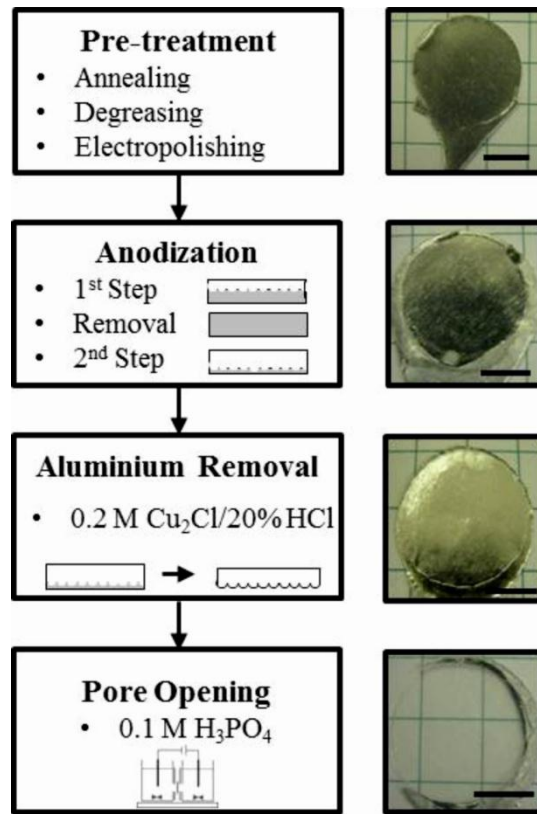 Pre-treatment
• Annealing
• Degreasing
• Electropolishing
Anodization
• 1st Step
• Removal
• 2nd Step
Aluminium Removal
• 0.2 M Cu₂Cl/20% HCl
Pore Opening
• 0.1 M H₃PO₄